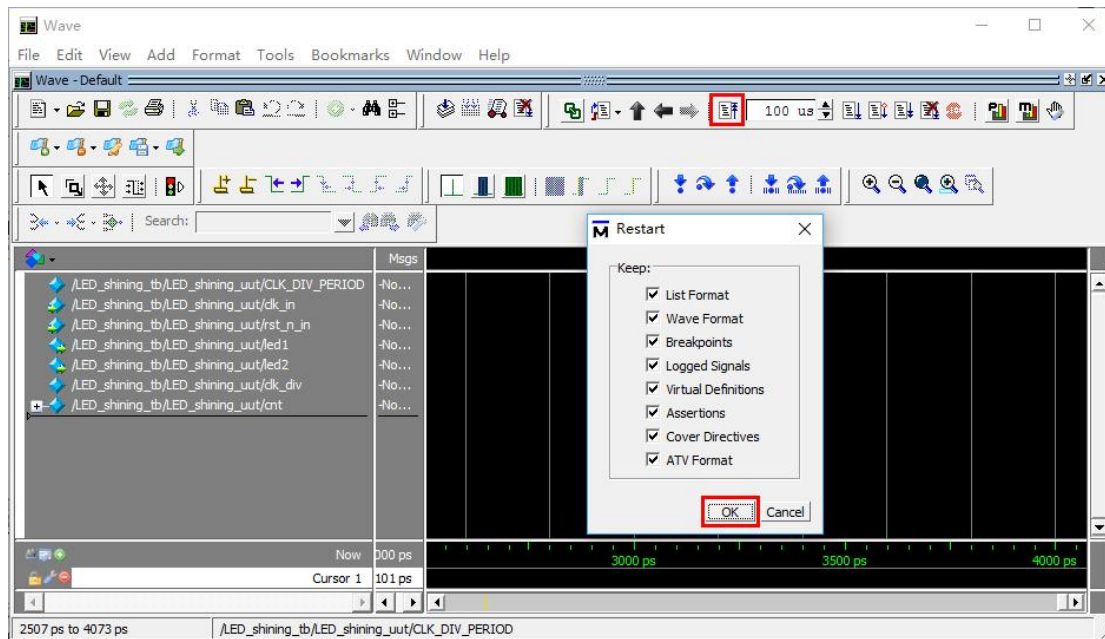 Wave
File Edit View Add Format Tools Bookmarks Window Help
Wave - Default
100 us
Search:
Msgs
/LED_shining_tb/LED_shining_uut/CLK_DIV_PERIOD -No...
/LED_shining_tb/LED_shining_uut/clk_in -No...
/LED_shining_tb/LED_shining_uut/rst_n_in -No...
/LED_shining_tb/LED_shining_uut/led1 -No...
/LED_shining_tb/LED_shining_uut/led2 -No...
/LED_shining_tb/LED_shining_uut/clk_div -No...
/LED_shining_tb/LED_shining_uut/cnt -No...
Restart
Keep:
List Format
Wave Format
Breakpoints
Logged Signals
Virtual Definitions
Assertions
Cover Directives
ATV Format
OK Cancel
Now 000 ps
3000 ps 3500 ps 4000 ps
Cursor 1 101 ps
2507 ps to 4073 ps /LED_shining_tb/LED_shining_uut/CLK_DIV_PERIOD